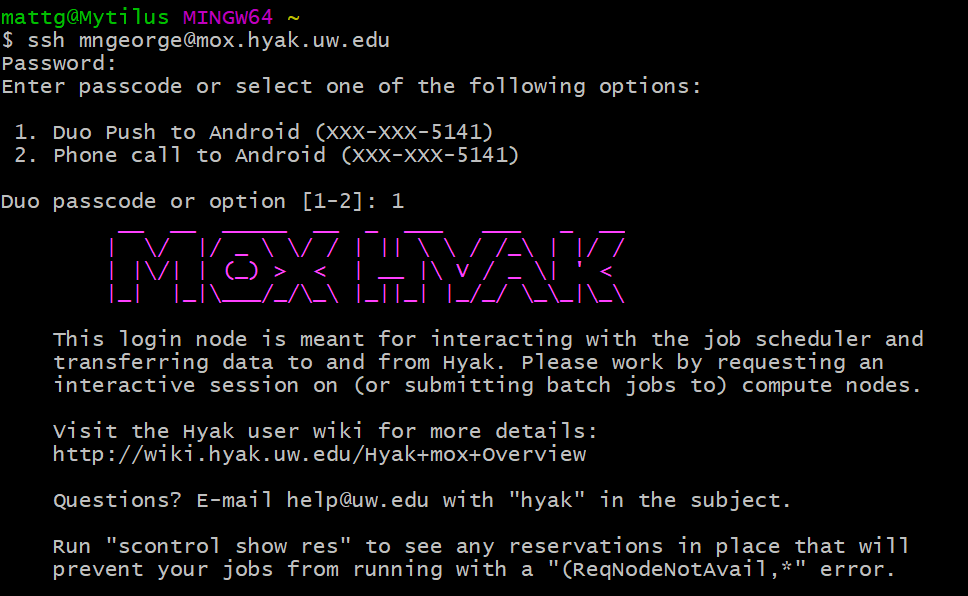 mattg@Mytilus MINGW64 ~
$ ssh mngeorge@mox.hyak.uw.edu
Password:
Enter passcode or select one of the following options:
1. Duo Push to Android (XXX-XXX-5141)
2. Phone call to Android (XXX-XXX-5141)
Duo passcode or option [1-2]: 1
MOX HYAK
This login node is meant for interacting with the job scheduler and
transferring data to and from Hyak. Please work by requesting an
interactive session on (or submitting batch jobs to) compute nodes.
Visit the Hyak user wiki for more details:
http://wiki.hyak.uw.edu/Hyak+mox+Overview
Questions? E-mail help@uw.edu with "hyak" in the subject.
Run "scontrol show res" to see any reservations in place that will
prevent your jobs from running with a "(ReqNodeNotAvail,*" error.